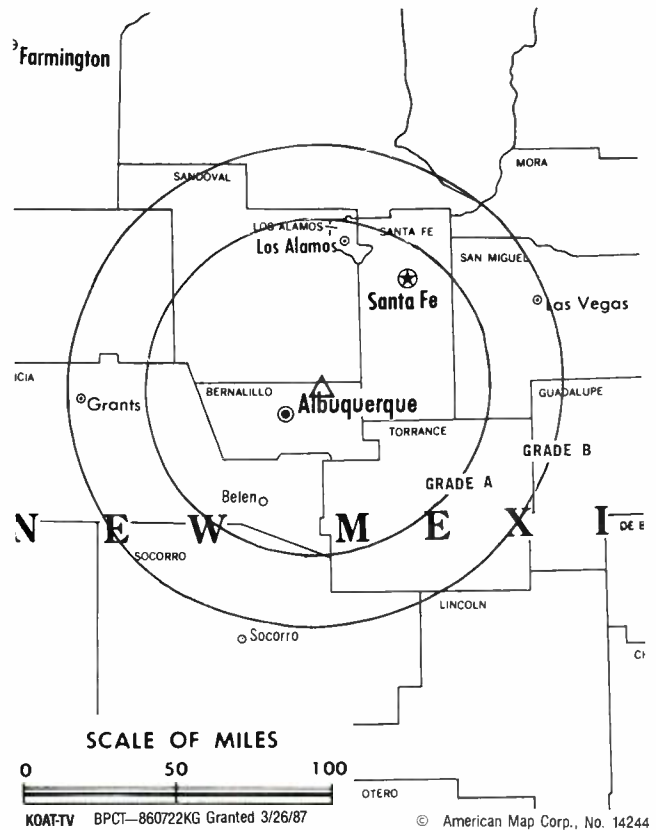 Farmington
MORA
SANDOVAL
LOS ALAMOS
SANTA FE
Los Alamos
SAN MIGUEL
Santa Fe
Las Vegas
ICIA
BERNALILLO
GUADALUPE
Grants
Albuquerque
TORRANCE
GRADE B
GRADE A
Belen
N E W M E X I
DE B
SOCORRO
LINCOLN
Socorro
CH
SCALE OF MILES
0 50 100
OTERO
KOAT-TV BPCT—860722KG Granted 3/26/87
© American Map Corp., No. 14244